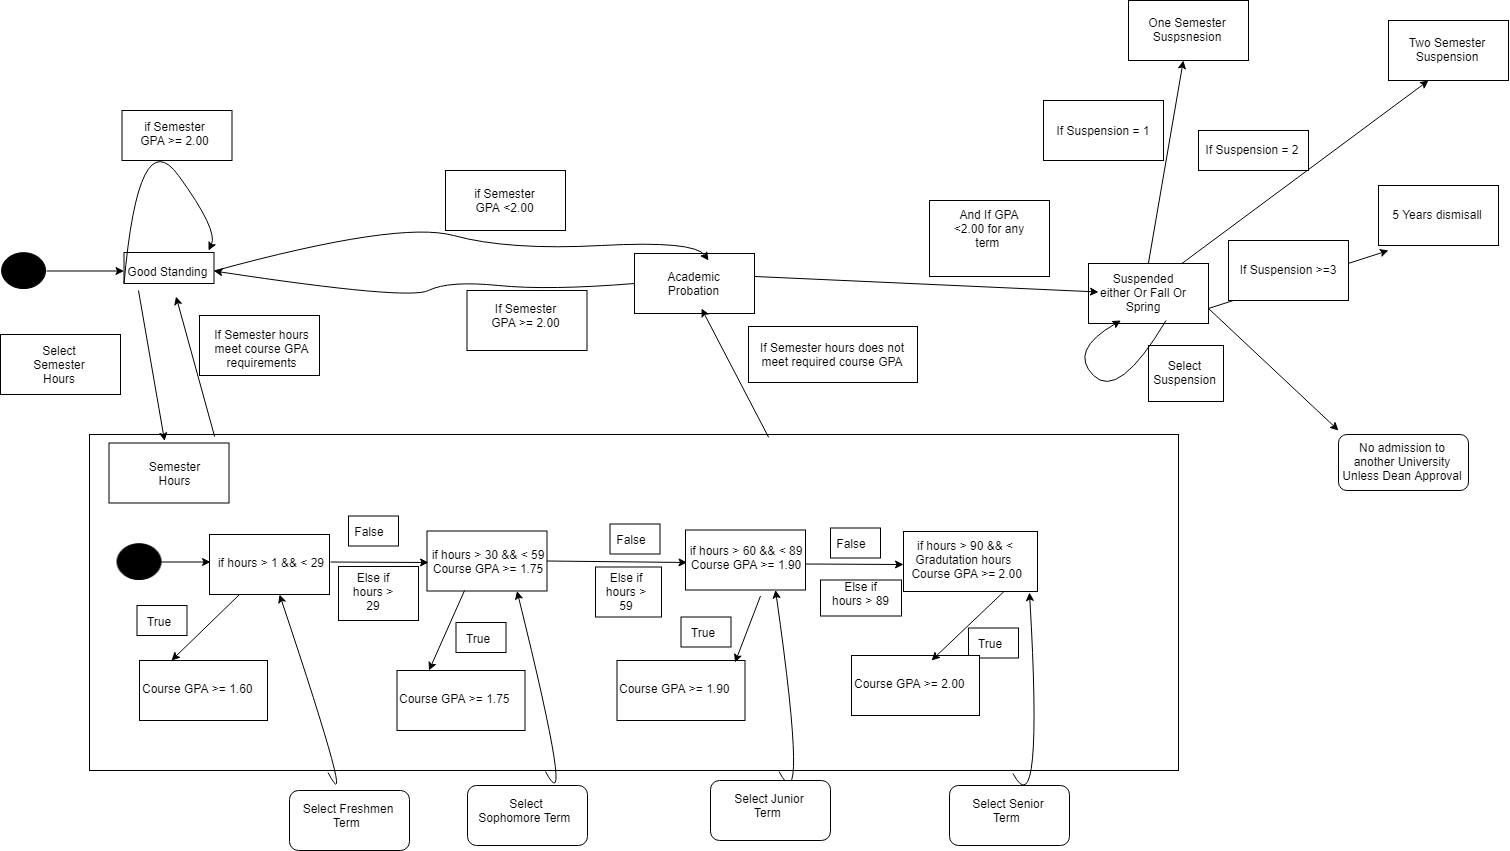 One Semester
Suspsnesion
Two Semester
Suspension
if Semester
GPA >= 2.00
If Suspension = 1
If Suspension = 2
if Semester
GPA <2.00
And If GPA
<2.00 for any
term
5 Years dismisall
Good Standing
Academic
Probation
Suspended
either Or Fall Or
Spring
If Suspension >=3
If Semester
GPA >= 2.00
Select
Semester
Hours
If Semester hours
meet course GPA
requirements
If Semester hours does not
meet required course GPA
Select
Suspension
No admission to
another University
Unless Dean Approval
Semester
Hours
if hours > 1 && < 29
False
Else if
hours >
29
if hours > 30 && < 59
Course GPA >= 1.75
False
Else if
hours >
59
if hours > 60 && < 89
Course GPA >= 1.90
False
Else if
hours > 89
if hours > 90 && <
Gradutation hours
Course GPA >= 2.00
True
True
True
True
Course GPA >= 1.60
Course GPA >= 1.75
Course GPA >= 1.90
Course GPA >= 2.00
Select Freshmen
Term
Select
Sophomore Term
Select Junior
Term
Select Senior
Term